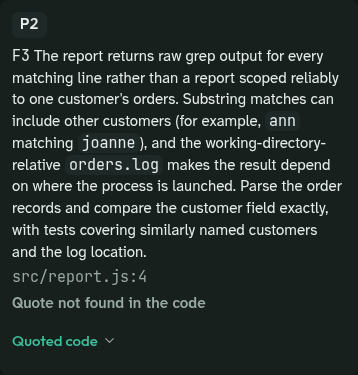 P2
F3 The report returns raw grep output for every
matching line rather than a report scoped reliably
to one customer's orders. Substring matches can
include other customers (for example, ann
matching joanne ), and the working-directory-
relative orders.log makes the result depend
on where the process is launched. Parse the order
records and compare the customer field exactly,
with tests covering similarly named customers
and the log location.
src/report.js:4
Quote not found in the code
Quoted code